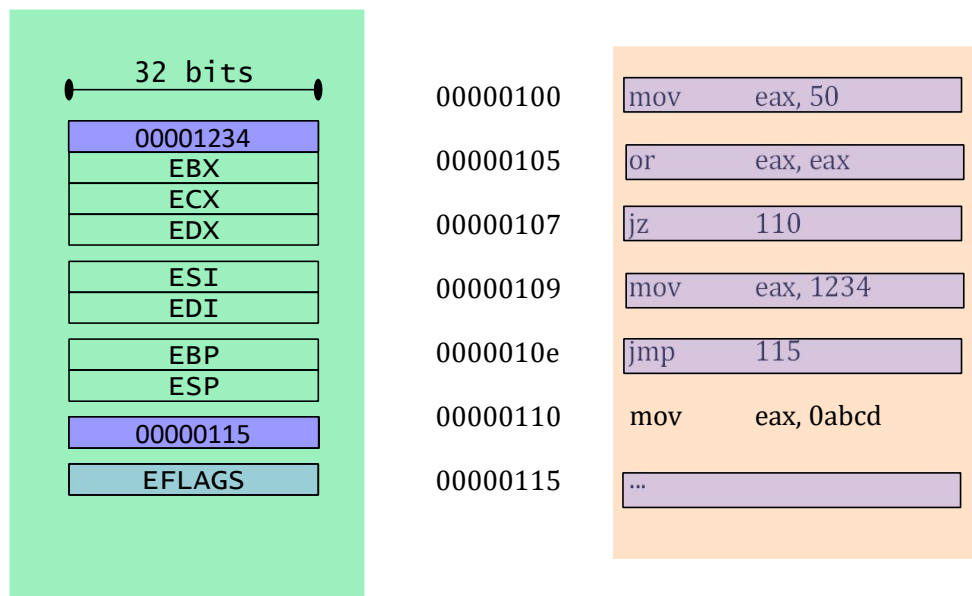 32 bits
00001234
EBX
ECX
EDX
ESI
EDI
EBP
ESP
00000115
EFLAGS
00000100 mov eax, 50
00000105 or eax, eax
00000107 jz 110
00000109 mov eax, 1234
0000010e jmp 115
00000110 mov eax, 0abcd
00000115 ...